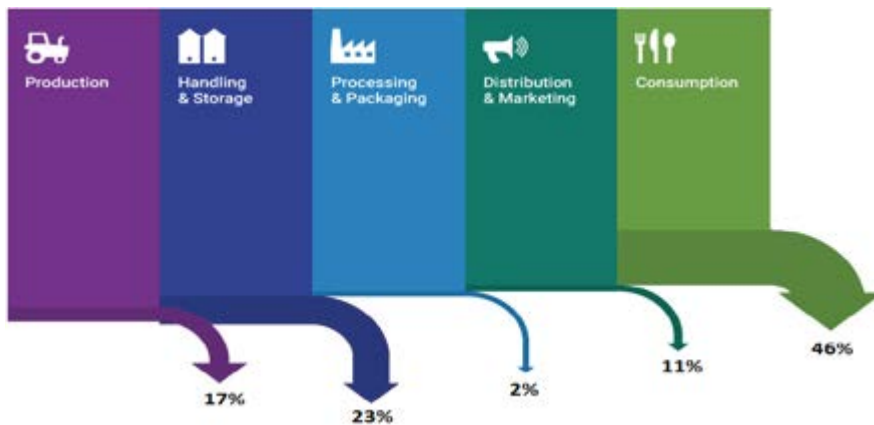 Production
Handling
& Storage
Processing
& Packaging
Distribution
& Marketing
Consumption
17%
23%
2%
11%
46%